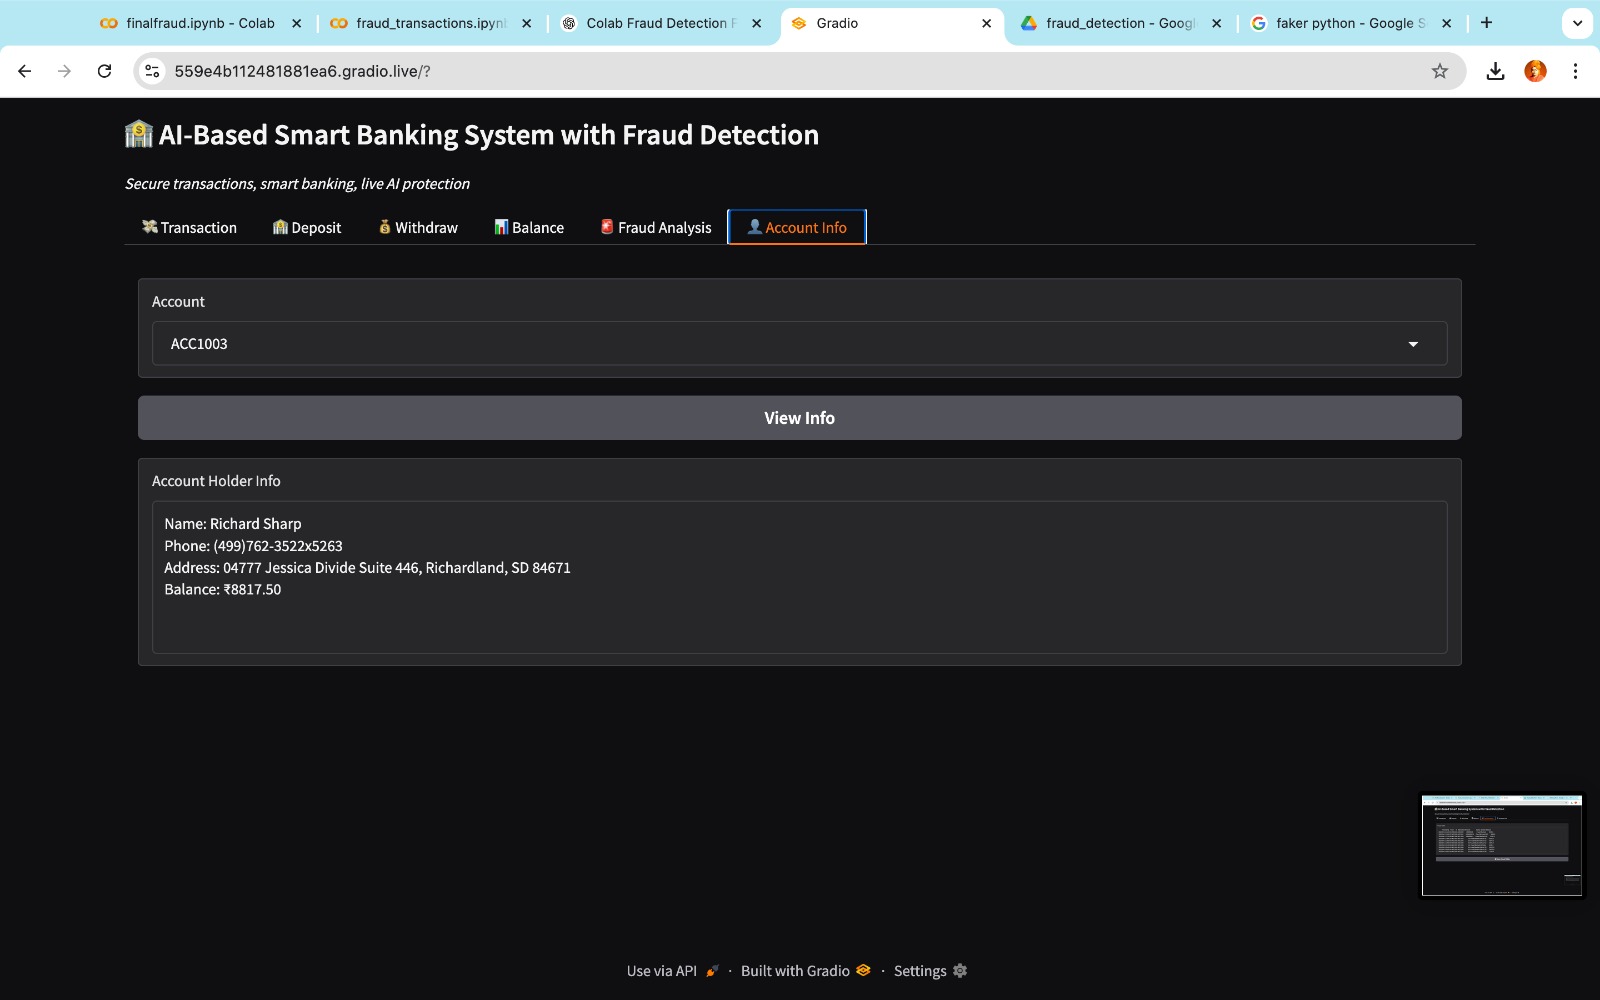 finalfraud.ipynb - Colab
fraud_transactions.ipynb
Colab Fraud Detection
Gradio
fraud_detection - Google
faker python - Google S
559e4b112481881ea6.gradio.live/?
AI-Based Smart Banking System with Fraud Detection
Secure transactions, smart banking, live AI protection
Transaction
Deposit
Withdraw
Balance
Fraud Analysis
Account Info
Account
ACC1003
View Info
Account Holder Info
Name: Richard Sharp
Phone: (499)762-3522x5263
Address: 04777 Jessica Divide Suite 446, Richardland, SD 84671
Balance: ₹8817.50
Use via API · Built with Gradio · Settings